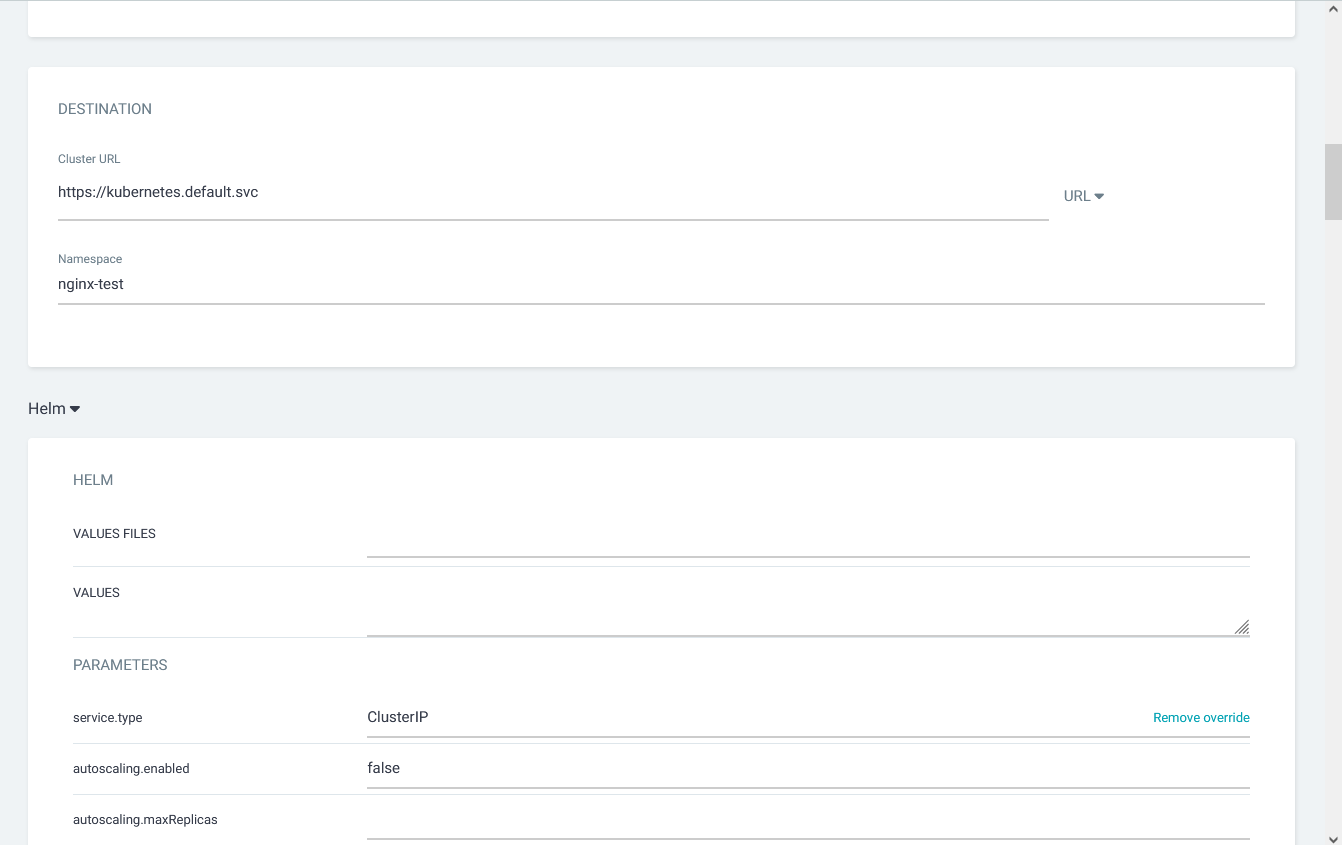 DESTINATION
Cluster URL
https://kubernetes.default.svc
URL
Namespace
nginx-test
Helm
HELM
VALUES FILES
VALUES
PARAMETERS
service.type ClusterIP Remove override
autoscaling.enabled false
autoscaling.maxReplicas